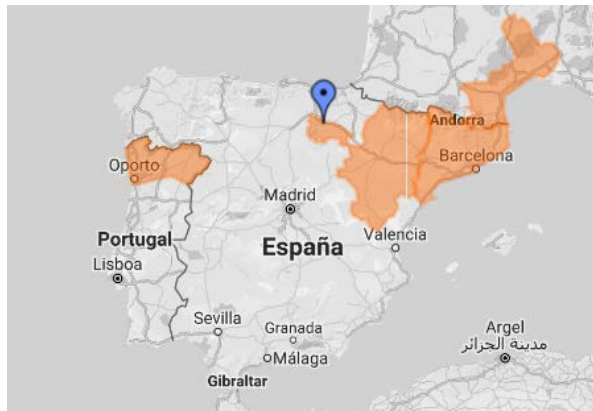 Andorra
Oporto
Barcelona
Madrid
Portugal
España
Valencia
Lisboa
Sevilla
Granada
Argel
مدينة الجزائر
Málaga
Gibraltar